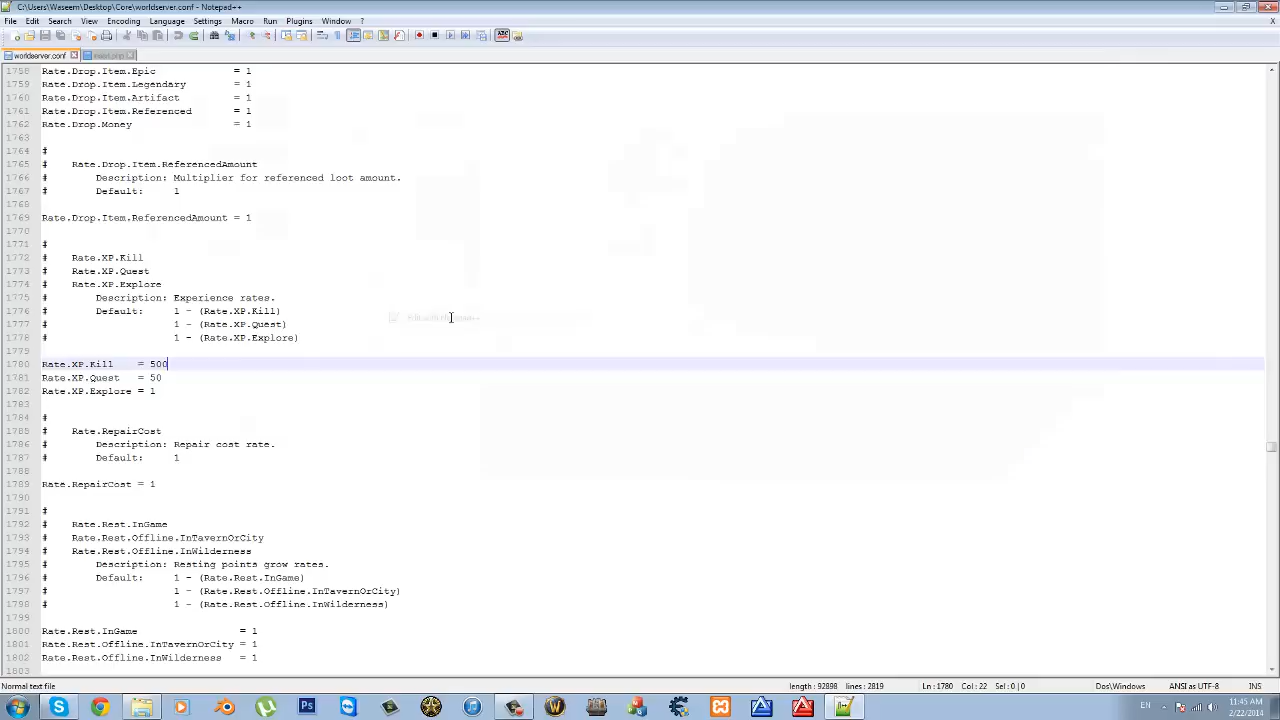 C:\Users\Waseem\Desktop\Core\worldserver.conf - Notepad++
File Edit Search View Encoding Language Settings Macro Run Plugins Window ? X
worldserver.conf
1758 Rate.Drop.Item.Epic = 1
1759 Rate.Drop.Item.Legendary = 1
1760 Rate.Drop.Item.Artifact = 1
1761 Rate.Drop.Item.Referenced = 1
1762 Rate.Drop.Money = 1
1763
1764 #
1765 # Rate.Drop.Item.ReferencedAmount
1766 # Description: Multiplier for referenced loot amount.
1767 # Default: 1
1768
1769 Rate.Drop.Item.ReferencedAmount = 1
1770
1771 #
1772 # Rate.XP.Kill
1773 # Rate.XP.Quest
1774 # Rate.XP.Explore
1775 # Description: Experience rates.
1776 # Default: 1 - (Rate.XP.Kill)
1777 # 1 - (Rate.XP.Quest)
1778 # 1 - (Rate.XP.Explore)
1779
1780 Rate.XP.Kill = 500
1781 Rate.XP.Quest = 50
1782 Rate.XP.Explore = 1
1783
1784 #
1785 # Rate.RepairCost
1786 # Description: Repair cost rate.
1787 # Default: 1
1788
1789 Rate.RepairCost = 1
1790
1791 #
1792 # Rate.Rest.InGame
1793 # Rate.Rest.Offline.InTavernOrCity
1794 # Rate.Rest.Offline.InWilderness
1795 # Description: Resting points grow rates.
1796 # Default: 1 - (Rate.Rest.InGame)
1797 # 1 - (Rate.Rest.Offline.InTavernOrCity)
1798 # 1 - (Rate.Rest.Offline.InWilderness)
1799
1800 Rate.Rest.InGame = 1
1801 Rate.Rest.Offline.InTavernOrCity = 1
1802 Rate.Rest.Offline.InWilderness = 1
1803
Normal text file length : 92898 lines : 2819 Ln : 1780 Col : 22 Sel : 0 | 0 Dos\Windows ANSI as UTF-8 INS
EN 11:45 AM
2/22/2014